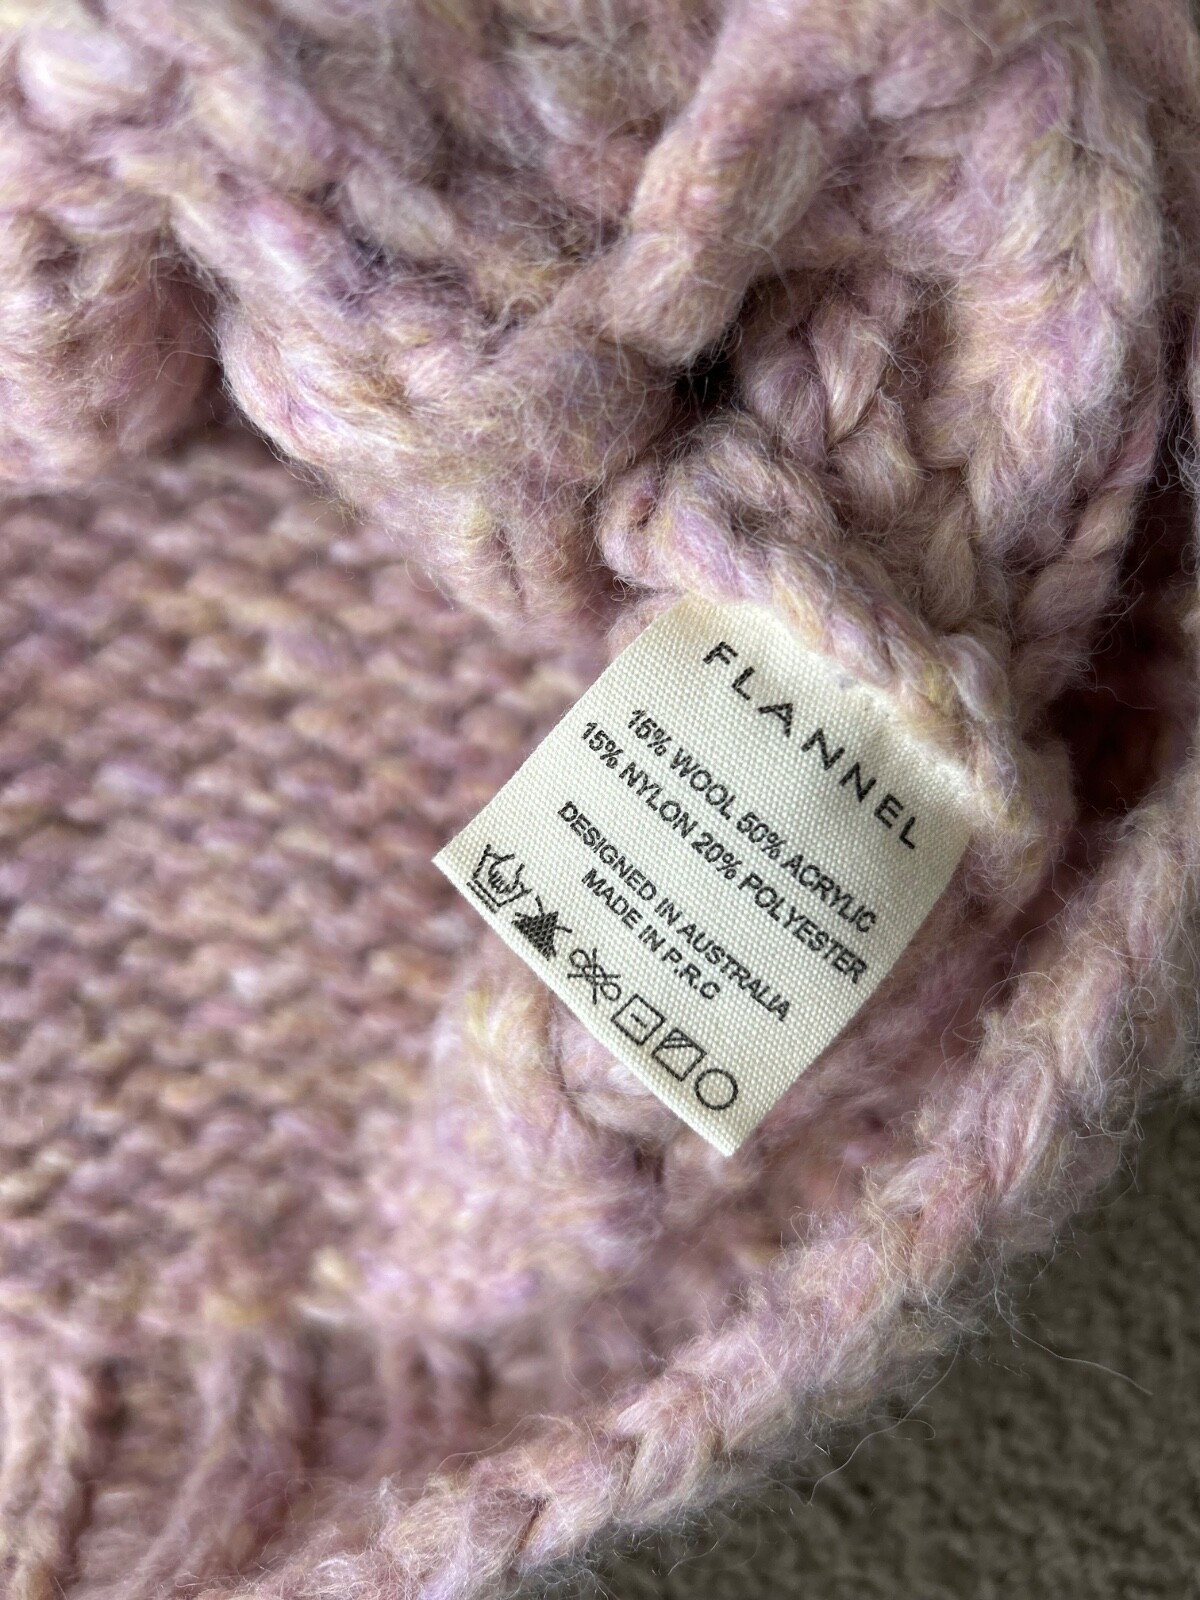 FLANNEL
15% WOOL 50% ACRYLIC
15% NYLON 20% POLYESTER
DESIGNED IN AUSTRALIA
MADE IN P.R.C